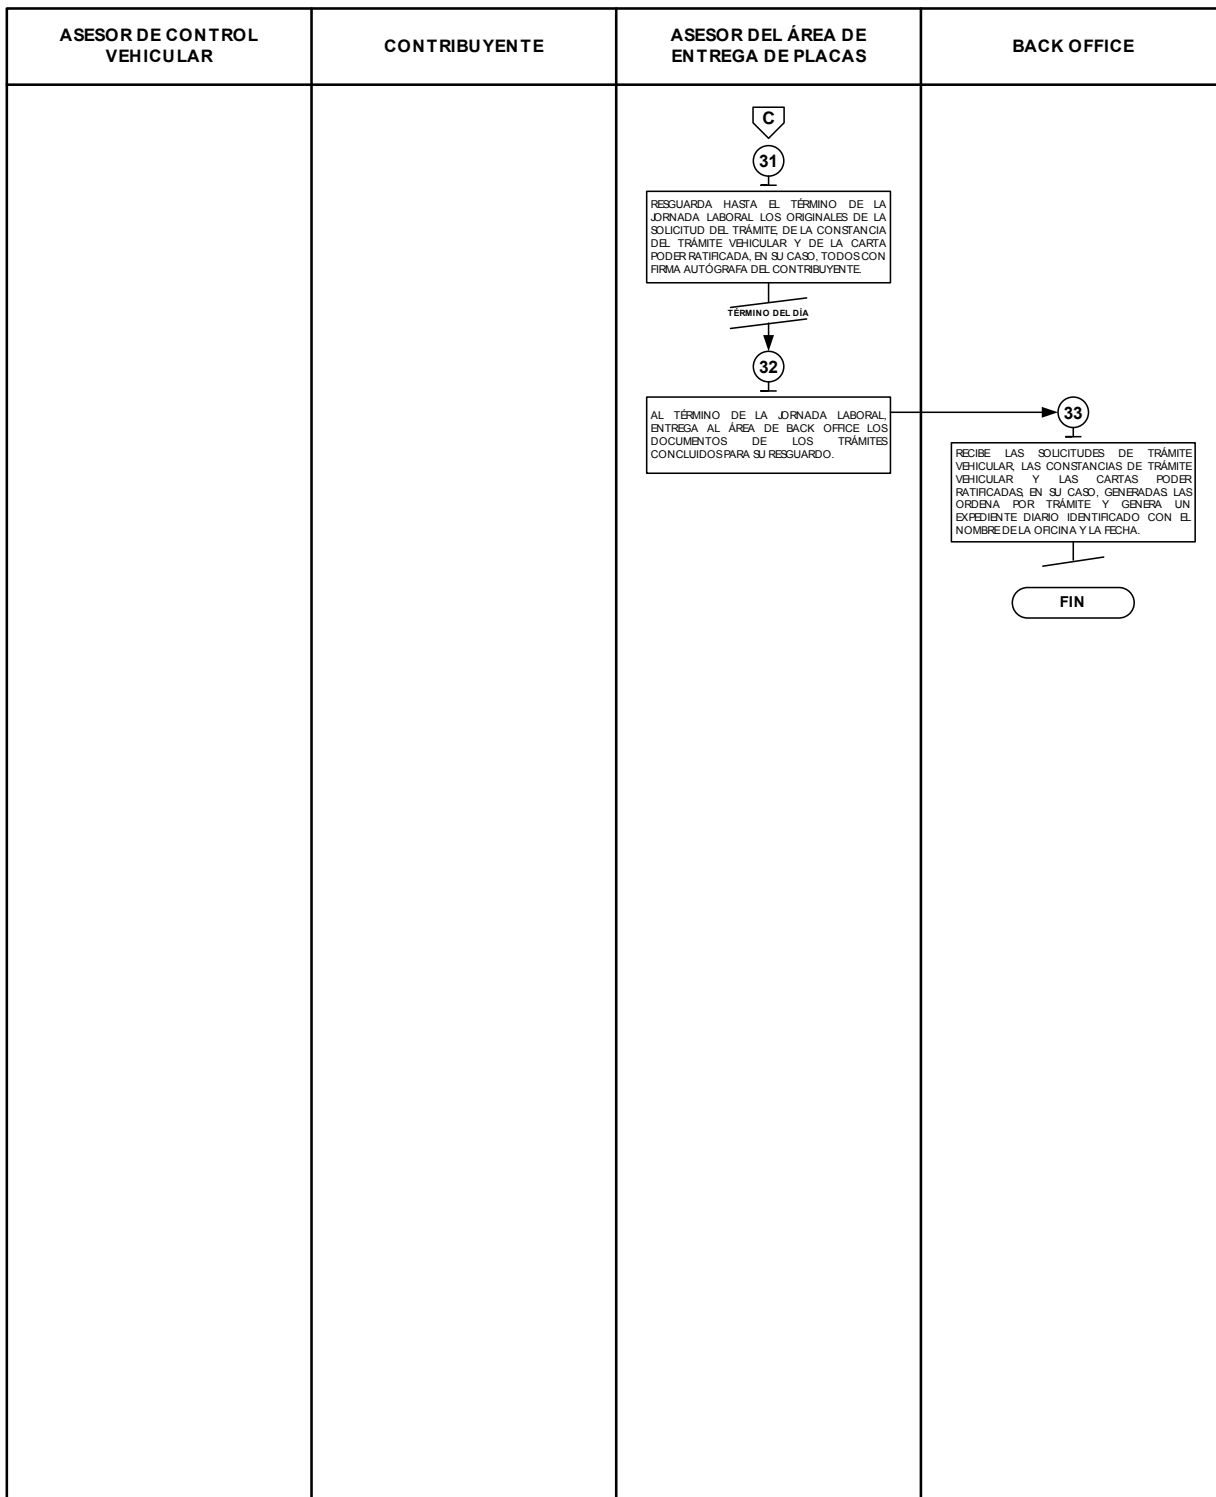 ASESOR DE CONTROL
VEHICULAR
CONTRIBUYENTE
ASESOR DEL ÁREA DE
ENTREGA DE PLACAS
BACK OFFICE
C
31
RESGUARDA HASTA EL TÉRMINO DE LA
JORNADA LABORAL LOS ORIGINALES DE LA
SOLICITUD DEL TRÁMITE, DE LA CONSTANCIA
DEL TRÁMITE VEHICULAR Y DE LA CARTA
PODER RATIFICADA, EN SU CASO, TODOS CON
FIRMA AUTÓGRAFA DEL CONTRIBUYENTE.
TÉRMINO DEL DÍA
32
AL TÉRMINO DE LA JORNADA LABORAL,
ENTREGA AL ÁREA DE BACK OFFICE LOS
DOCUMENTOS DE LOS TRÁMITES
CONCLUIDOS PARA SU RESGUARDO.
33
RECIBE LAS SOLICITUDES DE TRÁMITE
VEHICULAR, LAS CONSTANCIAS DE TRÁMITE
VEHICULAR Y LAS CARTAS PODER
RATIFICADAS, EN SU CASO, GENERADAS. LAS
ORDENA POR TRÁMITE Y GENERA UN
EXPEDIENTE DIARIO IDENTIFICADO CON EL
NOMBRE DE LA OFICINA Y LA FECHA.
FIN